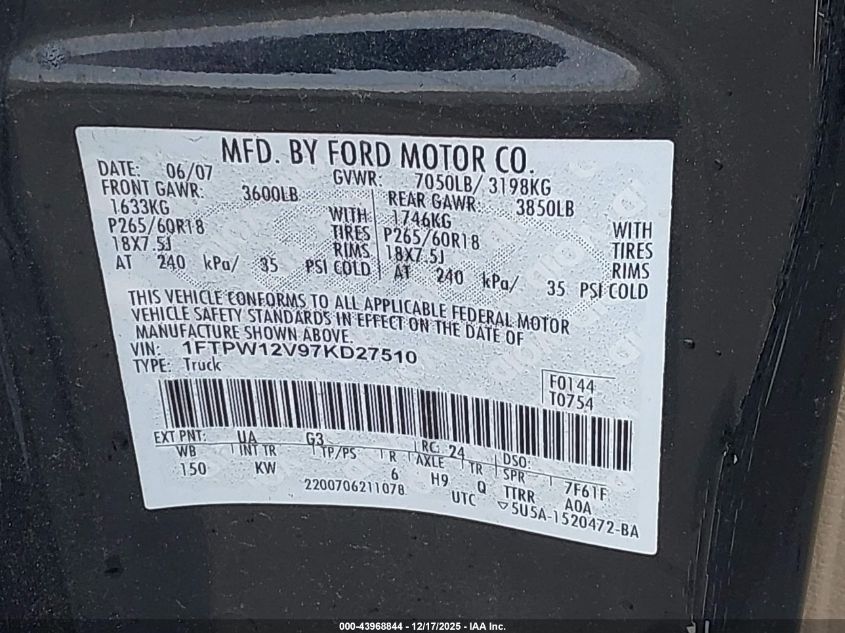 MFD. BY FORD MOTOR CO.
DATE: 06/07 GVWR: 7050LB/ 3198KG
FRONT GAWR: 3600LB REAR GAWR: 3850LB
1633KG WITH 1746KG WITH
P265/60R18 TIRES P265/60R18 TIRES
18X7.5J RIMS 18X7.5J RIMS
AT 240 kPa/ 35 PSI COLD AT 240 kPa/ 35 PSI COLD
THIS VEHICLE CONFORMS TO ALL APPLICABLE FEDERAL MOTOR
VEHICLE SAFETY STANDARDS IN EFFECT ON THE DATE OF
MANUFACTURE SHOWN ABOVE.
VIN: 1FTPW12V97KD27510
TYPE: Truck
F0144
T0754
EXT PNT: UA G3 RC: 24 DSO:
WB INT TR TP/PS R AXLE TR SPR 7F61F
150 KW 6 H9 Q TTRR A0A
2200706211078 UTC ▽5U5A-1520472-BA
000-43968844 - 12/17/2025 - IAA Inc.